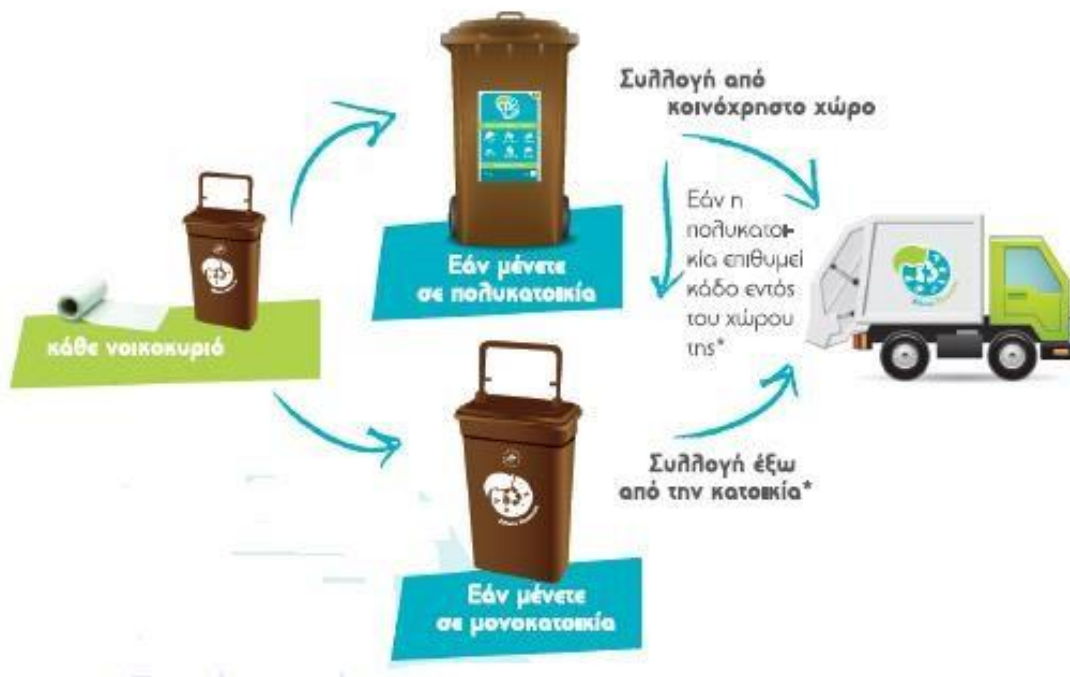 κάθε νοικοκυριό
Εάν μένετε
σε πολυκατοικία
Συλλογή από
κοινόχρηστο χώρο
Εάν η
πολυκατοι-
κία επιθυμεί
κάδο εντός
του χώρου
της*
Συλλογή έξω
από την κατοικία*
Εάν μένετε
σε μονοκατοικία